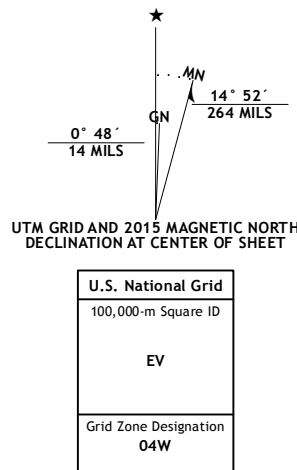 ★
MN
GN
14° 52´
264 MILS
0° 48´
14 MILS
UTM GRID AND 2015 MAGNETIC NORTH
DECLINATION AT CENTER OF SHEET
U.S. National Grid
100,000-m Square ID
EV
Grid Zone Designation
04W